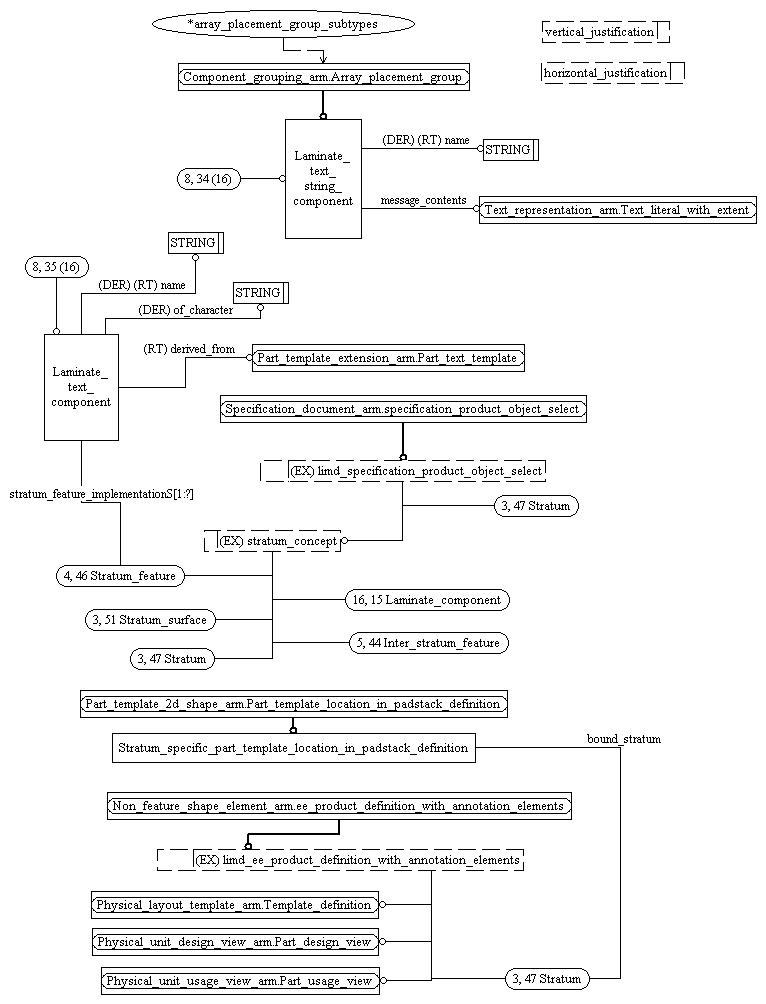 *array_placement_group_subtypes
vertical_justification
Component_grouping_arm.Array_placement_group
horizontal_justification
Laminate_
text_
string_
component
(DER) (RT) name
STRING
8, 34 (16)
message_contents
Text_representation_arm.Text_literal_with_extent
STRING
8, 35 (16)
(DER) (RT) name
STRING
(DER) of_character
(RT) derived_from
Part_template_extension_arm.Part_text_template
Laminate_
text_
component
Specification_document_arm.specification_product_object_select
(EX) limd_specification_product_object_select
stratum_feature_implementationS[1:?]
3, 47 Stratum
(EX) stratum_concept
4, 46 Stratum_feature
16, 15 Laminate_component
3, 51 Stratum_surface
5, 44 Inter_stratum_feature
3, 47 Stratum
Part_template_2d_shape_arm.Part_template_location_in_padstack_definition
bound_stratum
Stratum_specific_part_template_location_in_padstack_definition
Non_feature_shape_element_arm.ee_product_definition_with_annotation_elements
(EX) limd_ee_product_definition_with_annotation_elements
Physical_layout_template_arm.Template_definition
Physical_unit_design_view_arm.Part_design_view
Physical_unit_usage_view_arm.Part_usage_view
3, 47 Stratum